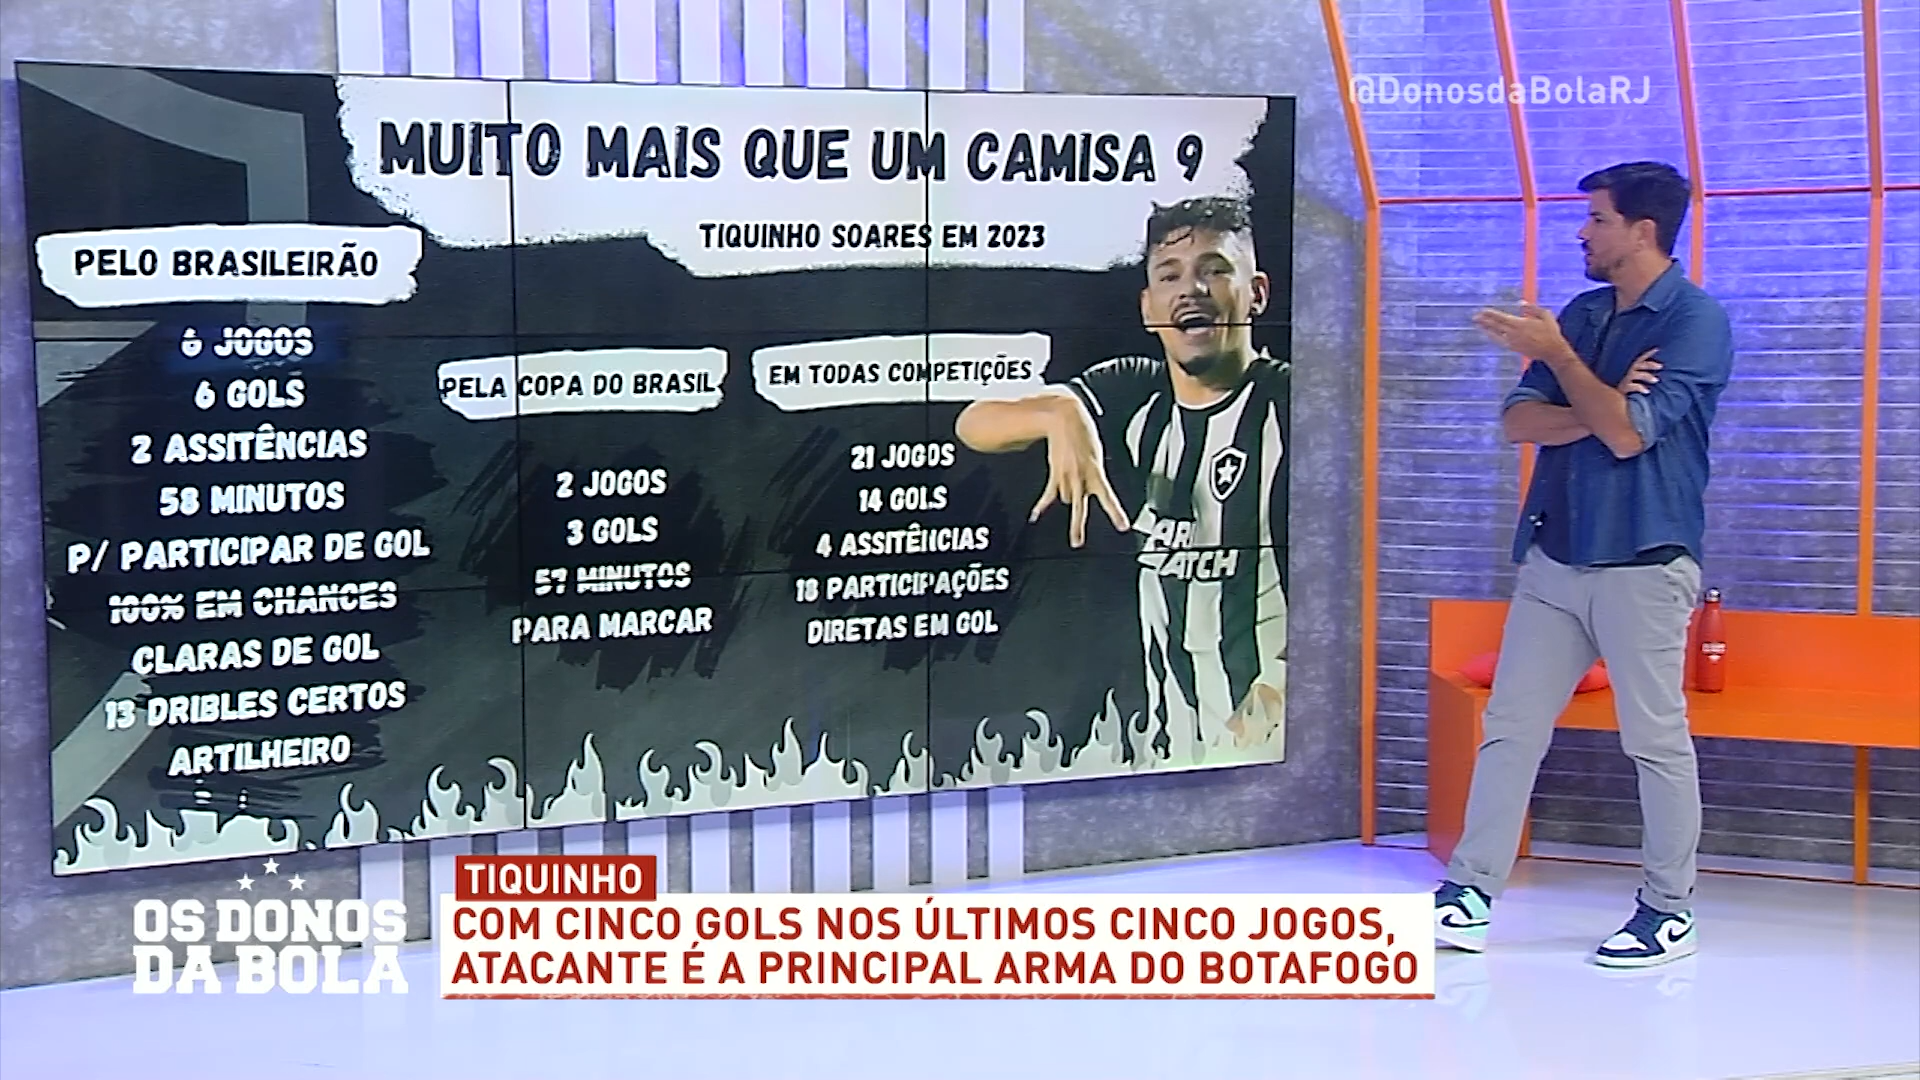 @DonosdaBolaRJ
MUITO MAIS QUE UM CAMISA 9
TIQUINHO SOARES EM 2023
PELO BRASILEIRÃO
6 JOGOS
6 GOLS
2 ASSITÊNCIAS
58 MINUTOS
P/ PARTICIPAR DE GOL
100% EM CHANCES
CLARAS DE GOL
13 DRIBLES CERTOS
ARTILHEIRO
PELA COPA DO BRASIL
2 JOGOS
3 GOLS
57 MINUTOS
PARA MARCAR
EM TODAS COMPETIÇÕES
21 JOGOS
14 GOLS
4 ASSITÊNCIAS
18 PARTICIPAÇÕES
DIRETAS EM GOL
PARI
MATCH
OS DONOS
DA BOLA
TIQUINHO
COM CINCO GOLS NOS ÚLTIMOS CINCO JOGOS,
ATACANTE É A PRINCIPAL ARMA DO BOTAFOGO